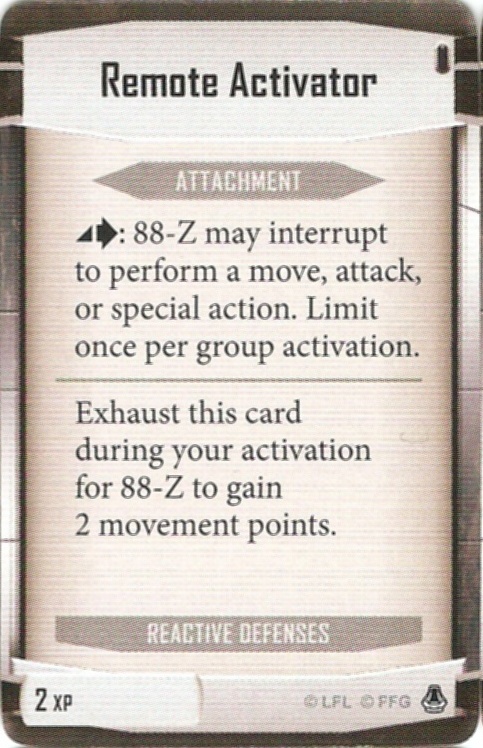 Remote Activator
ATTACHMENT
: 88-Z may interrupt
to perform a move, attack,
or special action. Limit
once per group activation.
Exhaust this card
during your activation
for 88-Z to gain
2 movement points.
REACTIVE DEFENSES
2 XP
© LFL © FFG